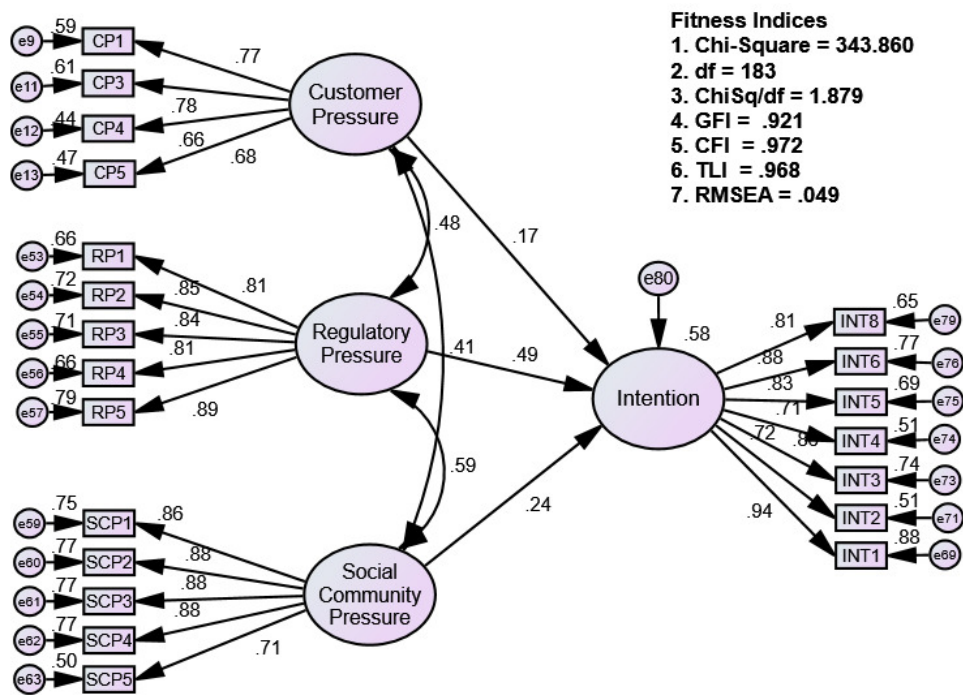 Fitness Indices
1. Chi-Square = 343.860
2. df = 183
3. ChiSq/df = 1.879
4. GFI = .921
5. CFI = .972
6. TLI = .968
7. RMSEA = .049
e9
.59
CP1
.77
e11
.61
CP3
.78
e12
.44
CP4
.66
e13
.47
CP5
.68
Customer
Pressure
.48
.17
e53
.66
RP1
.81
e54
.72
RP2
.85
e55
.71
RP3
.84
e56
.66
RP4
.81
e57
.79
RP5
.89
Regulatory
Pressure
.41
.49
.59
e59
.75
SCP1
.86
e60
.77
SCP2
.88
e61
.77
SCP3
.88
e62
.77
SCP4
.88
e63
.50
SCP5
.71
Social
Community
Pressure
.24
e80
.58
Intention
.81
INT8
.65
e79
.88
INT6
.77
e76
.83
INT5
.69
e75
.71
INT4
.51
e74
INT3
.74
e73
.72
INT2
.51
e71
.94
INT1
.88
e69